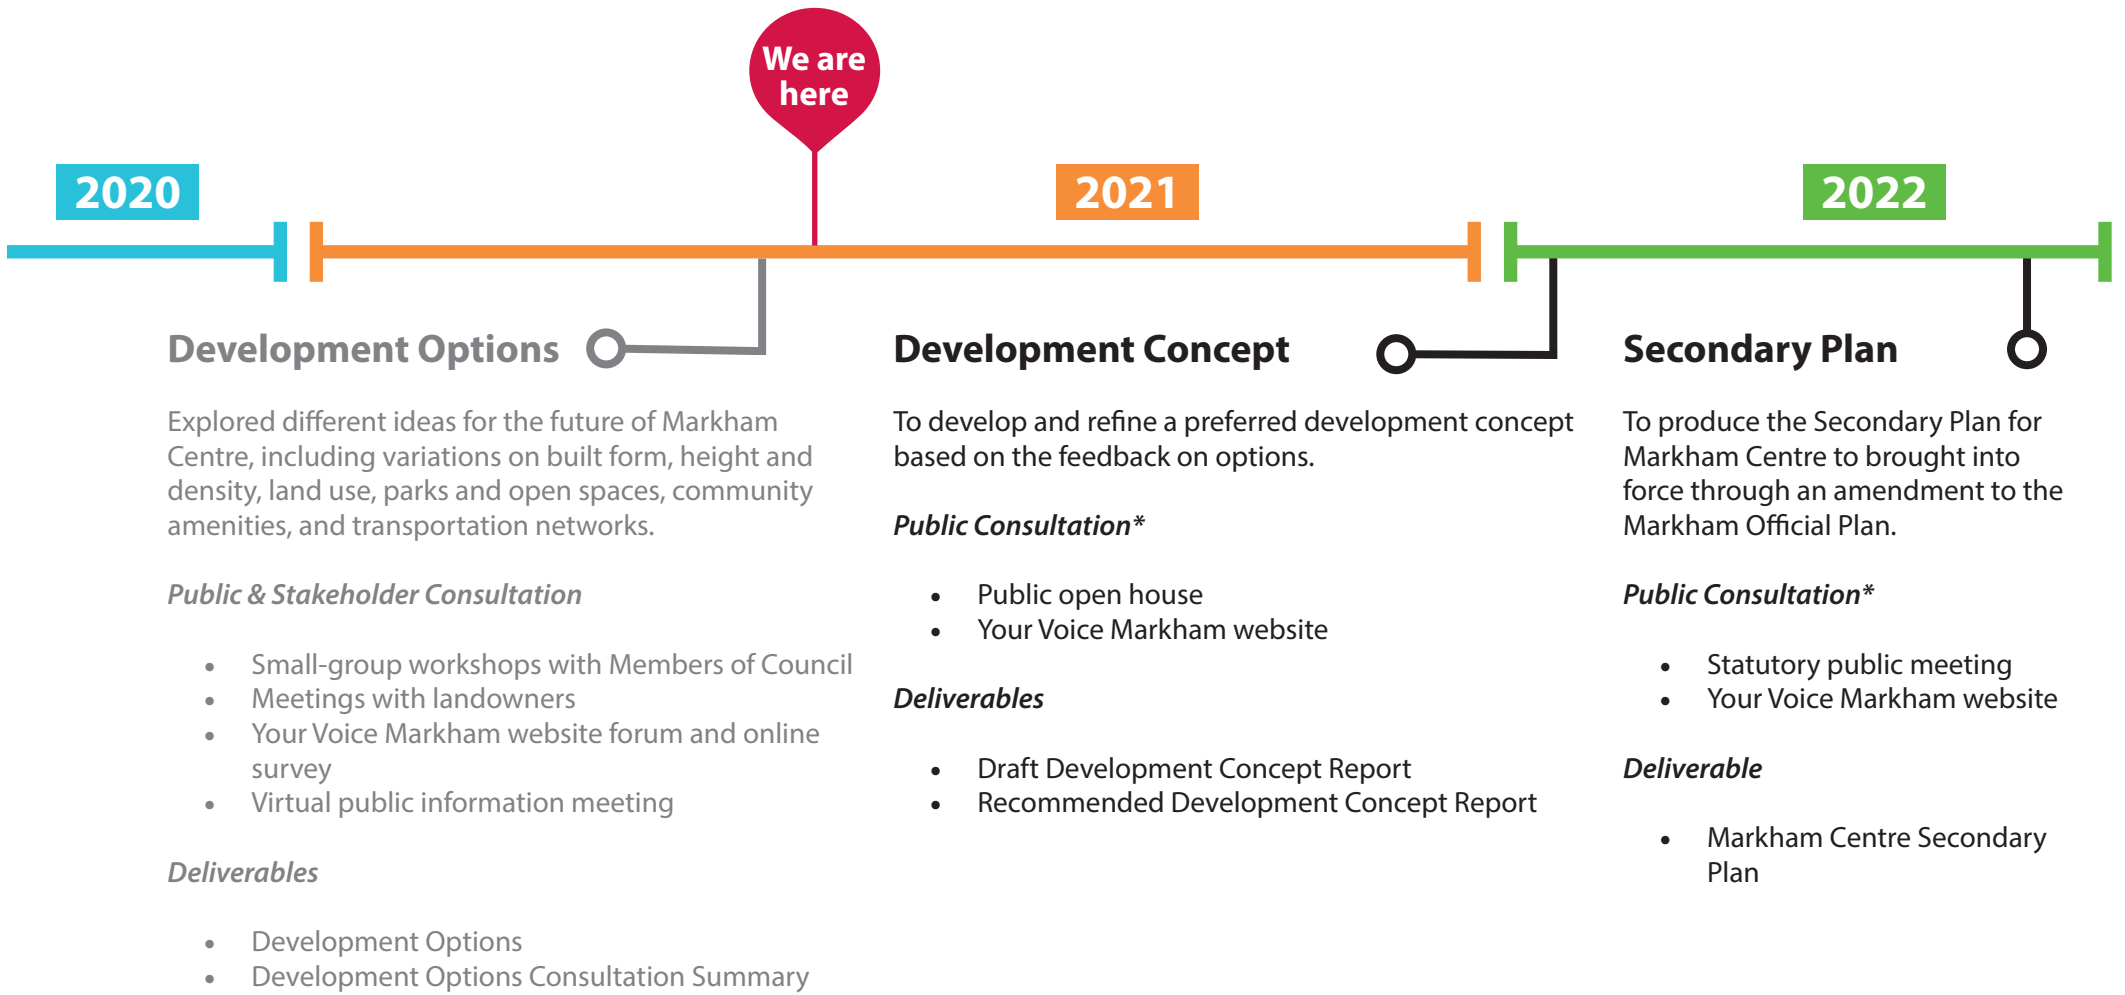 We are
here
2020
2021
2022
Development Options
Explored different ideas for the future of Markham
Centre, including variations on built form, height and
density, land use, parks and open spaces, community
amenities, and transportation networks.
Public & Stakeholder Consultation
• Small-group workshops with Members of Council
• Meetings with landowners
• Your Voice Markham website forum and online
survey
• Virtual public information meeting
Deliverables
• Development Options
• Development Options Consultation Summary
Development Concept
To develop and refine a preferred development concept
based on the feedback on options.
Public Consultation*
• Public open house
• Your Voice Markham website
Deliverables
• Draft Development Concept Report
• Recommended Development Concept Report
Secondary Plan
To produce the Secondary Plan for
Markham Centre to brought into
force through an amendment to the
Markham Official Plan.
Public Consultation*
• Statutory public meeting
• Your Voice Markham website
Deliverable
• Markham Centre Secondary
Plan